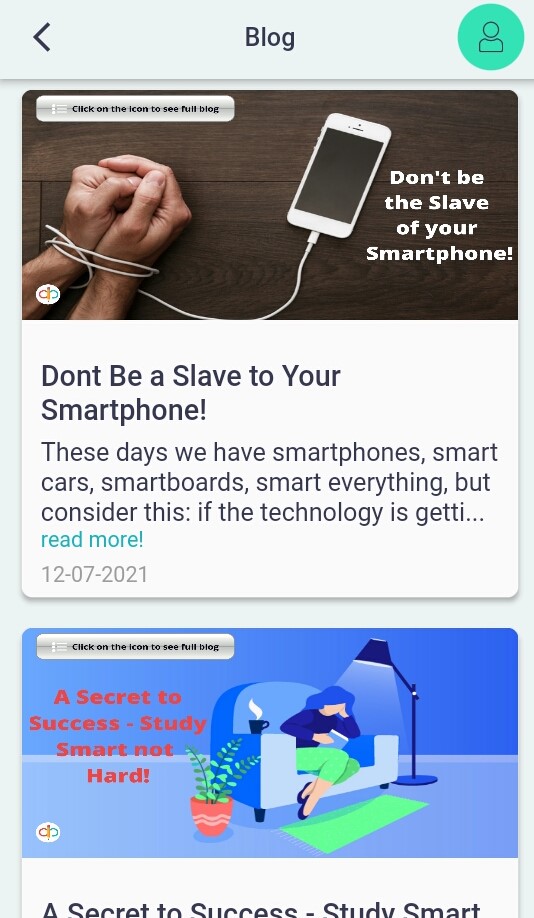 Blog
Click on the icon to see full blog
Don't be
the Slave
of your
Smartphone!
Dont Be a Slave to Your
Smartphone!
These days we have smartphones, smart
cars, smartboards, smart everything, but
consider this: if the technology is getti...
read more!
12-07-2021
Click on the icon to see full blog
A Secret to
Success - Study
Smart not
Hard!
A Secret to Success - Study Smart